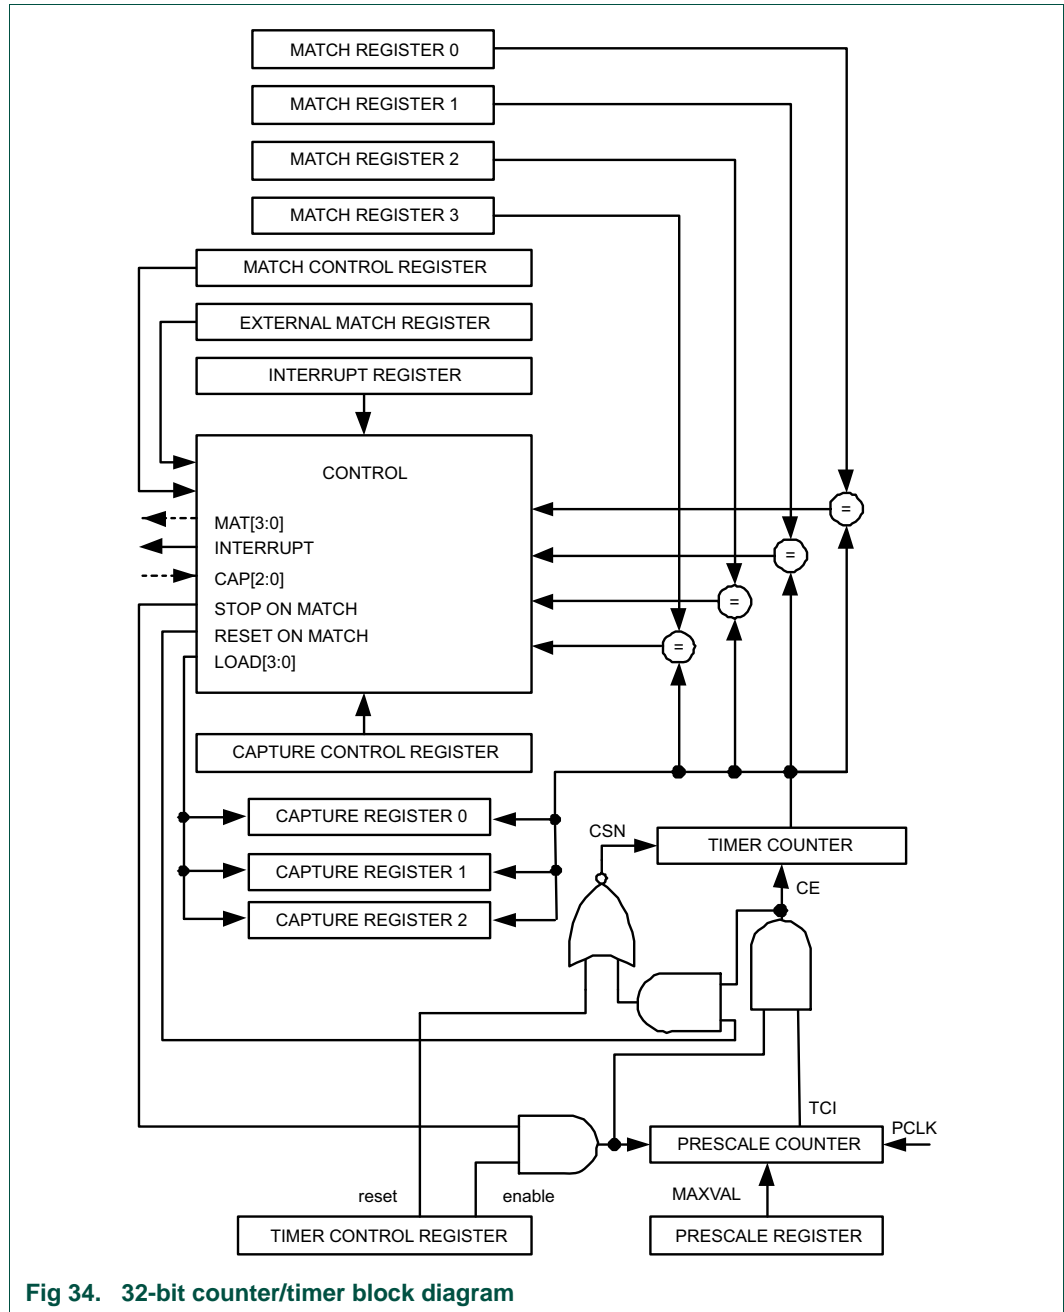 MATCH REGISTER 0
MATCH REGISTER 1
MATCH REGISTER 2
MATCH REGISTER 3
MATCH CONTROL REGISTER
EXTERNAL MATCH REGISTER
INTERRUPT REGISTER
CONTROL
=
MAT[3:0]
INTERRUPT
=
CAP[2:0]
STOP ON MATCH
=
RESET ON MATCH
=
LOAD[3:0]
CAPTURE CONTROL REGISTER
CAPTURE REGISTER 0
CSN
TIMER COUNTER
CAPTURE REGISTER 1
CE
CAPTURE REGISTER 2
TCI
PCLK
PRESCALE COUNTER
reset
enable
MAXVAL
TIMER CONTROL REGISTER
PRESCALE REGISTER
Fig 34. 32-bit counter/timer block diagram